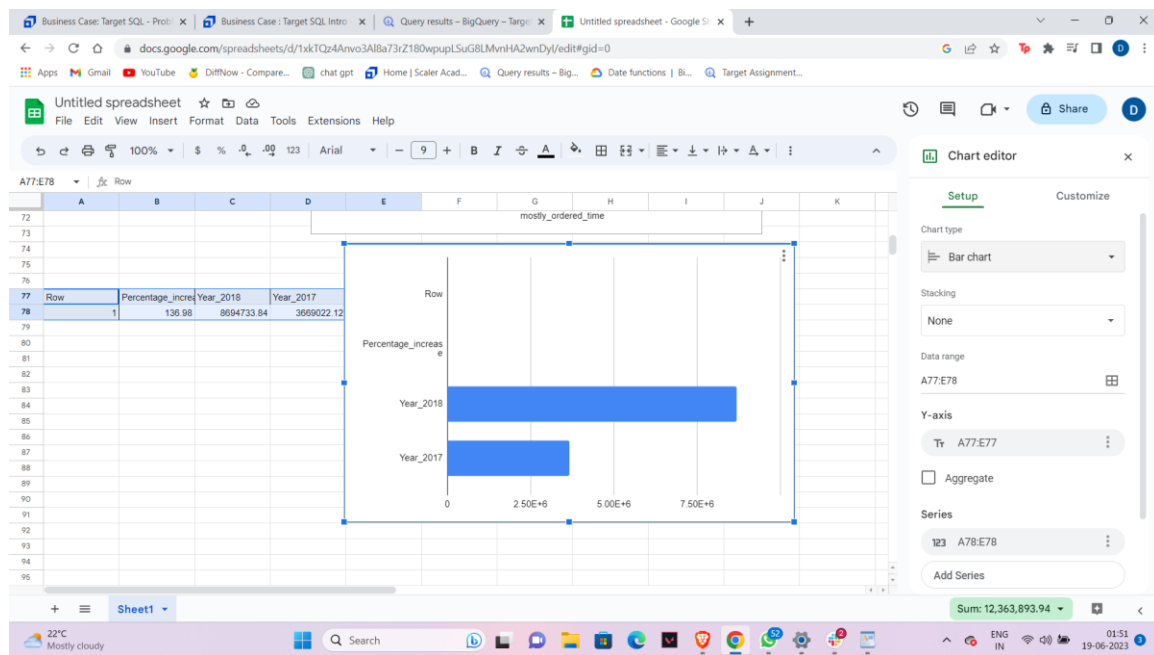 Business Case: Target SQL - Prob
Business Case : Target SQL Intro
Query results – BigQuery – Targe
Untitled spreadsheet - Google Sh
docs.google.com/spreadsheets/d/1xkTQz4Anvo3Al8a73rZ180wpupLSuG8LMvnHA2wnDyI/edit#gid=0
Apps Gmail YouTube DiffNow - Compare... chat gpt Home | Scaler Acad... Query results – Big... Date functions | Bi... Target Assignment...
Untitled spreadsheet
File Edit View Insert Format Data Tools Extensions Help
Share
D
100% $ % .0 .00 123 Arial 9 B I A
A77:E78 fx Row
A B C D E F G H I J K
72 mostly_ordered_time
73
74
75
76
77 Row Percentage_increa Year_2018 Year_2017
78 1 136.98 8694733.84 3669022.12
79
80
81
82
83
84
85
86
87
88
89
90
91
92
93
94
95
Row
Percentage_increas
e
Year_2018
Year_2017
0 2.50E+6 5.00E+6 7.50E+6
Chart editor
Setup Customize
Chart type
Bar chart
Stacking
None
Data range
A77:E78
Y-axis
Tт A77:E77
Aggregate
Series
123 A78:E78
Add Series
Sheet1
Sum: 12,363,893.94
22°C
Mostly cloudy
Search
52
2
ENG
IN
01:51
19-06-2023
3